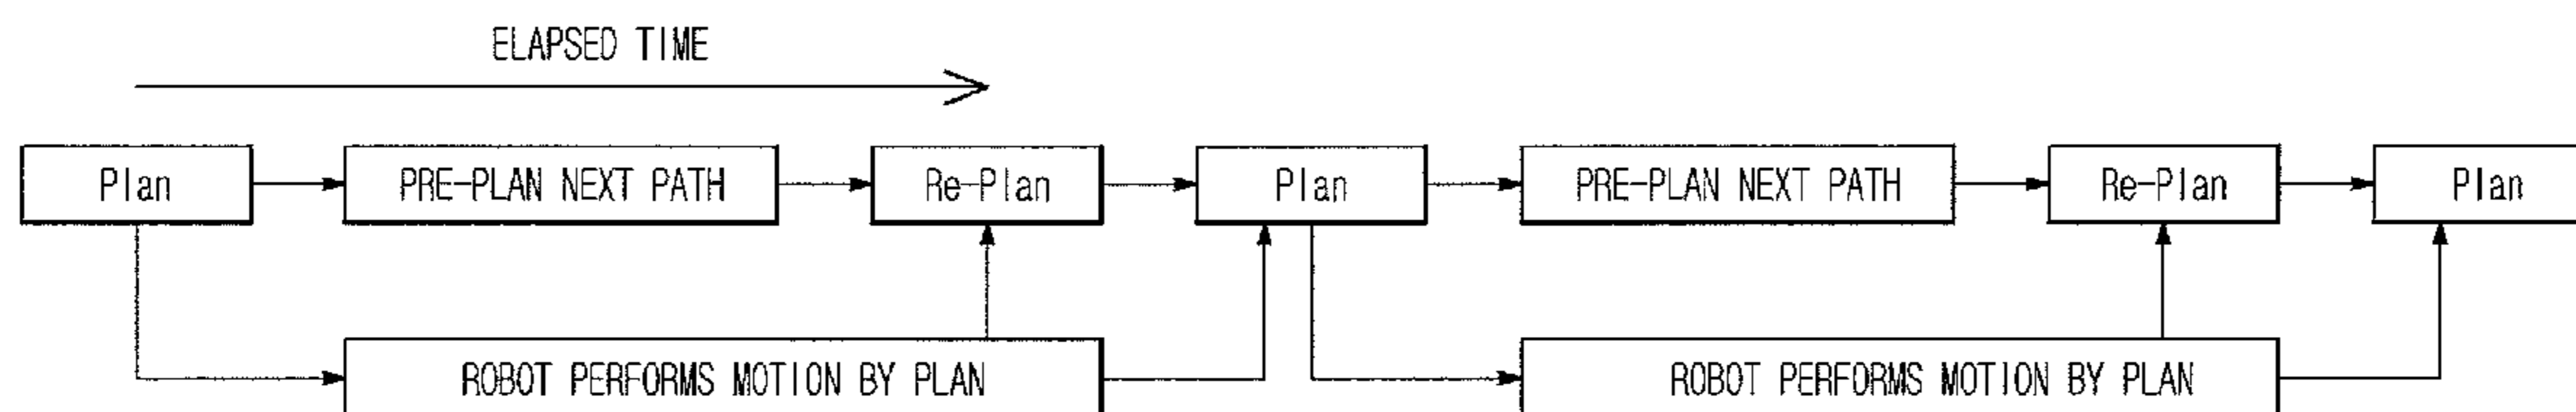 ELAPSED TIME
Plan
PRE-PLAN NEXT PATH
Re-Plan
Plan
PRE-PLAN NEXT PATH
Re-Plan
Plan
ROBOT PERFORMS MOTION BY PLAN
ROBOT PERFORMS MOTION BY PLAN